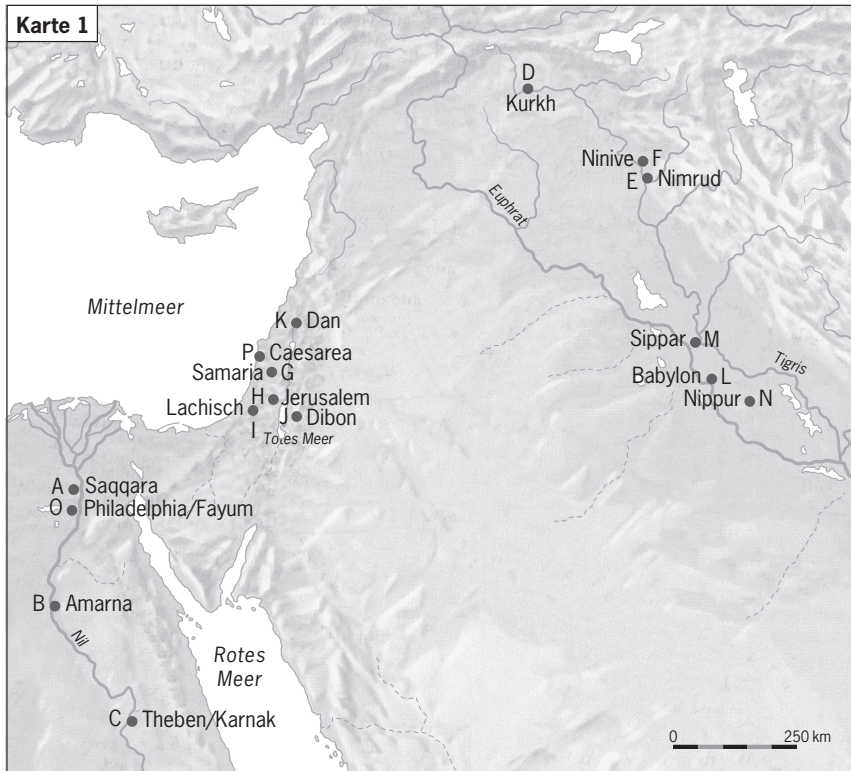 Karte 1
D
Kurkh
Ninive F
E Nimrud
Euphrat
Mittelmeer
K Dan
P Caesarea
Samaria G
H Jerusalem
Lachisch J Dibon
I Totes Meer
Sippar M
Tigris
Babylon L
Nippur N
A Saqqara
O Philadelphia/Fayum
B Amarna
Nil
Rotes
Meer
C Theben/Karnak
0 250 km